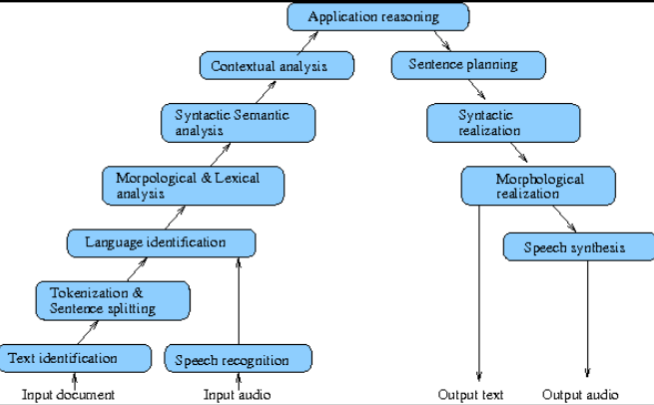 Application reasoning
Contextual analysis
Sentence planning
Syntactic Semantic
analysis
Syntactic
realization
Morpological & Lexical
analysis
Morphological
realization
Language identification
Speech synthesis
Tokenization &
Sentence splitting
Text identification
Speech recognition
Input document
Input audio
Output text
Output audio